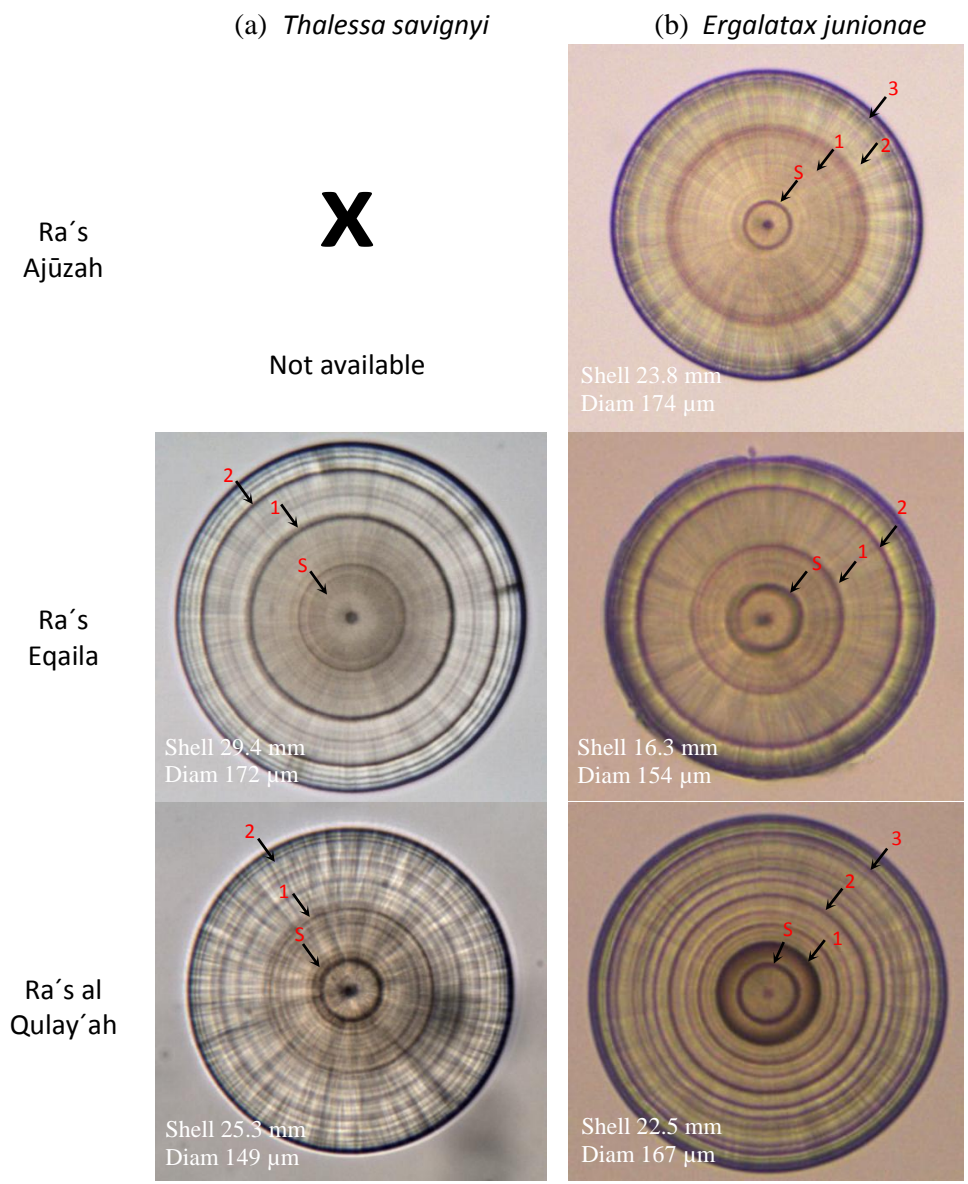 (a) Thalessa savignyi
(b) Ergalatax junionae
Ra´s
Ajūzah
X
Not available
3
1
2
S
Shell 23.8 mm
Diam 174 µm
Ra´s
Eqaila
2
1
S
Shell 29.4 mm
Diam 172 µm
2
S
1
Shell 16.3 mm
Diam 154 µm
Ra´s al
Qulay´ah
2
1
S
Shell 25.3 mm
Diam 149 µm
3
2
S
1
Shell 22.5 mm
Diam 167 µm